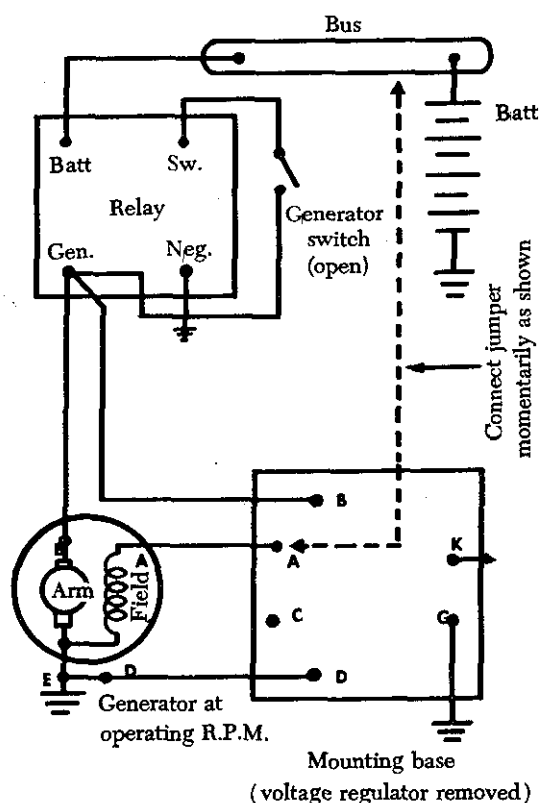 Bus
Batt
Batt
Sw.
Relay
Generator
switch
(open)
Gen.
Neg.
Connect jumper
momentarily as shown
B
A
A
K
Arm
Field
C
G
E
D
D
Generator at
operating R.P.M.
Mounting base
(voltage regulator removed)